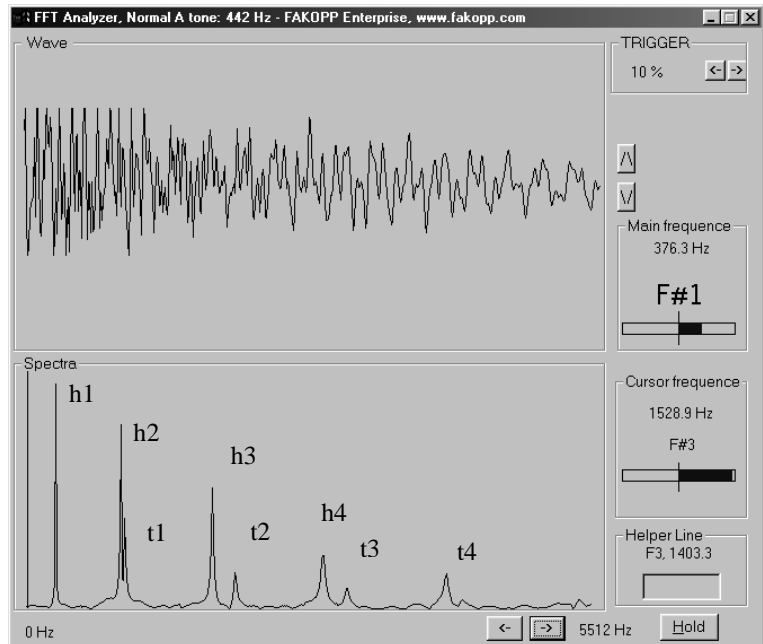 FFT Analyzer, Normal A tone: 442 Hz - FAKOPP Enterprise, www.fakopp.com
Wave
TRIGGER
10 %
<- ->
/\
\/
Main frequence
376.3 Hz
F#1
Spectra
h1
h2
h3
h4
t1
t2
t3
t4
Cursor frequence
1528.9 Hz
F#3
Helper Line
F3, 1403.3
0 Hz
<- -> 5512 Hz Hold